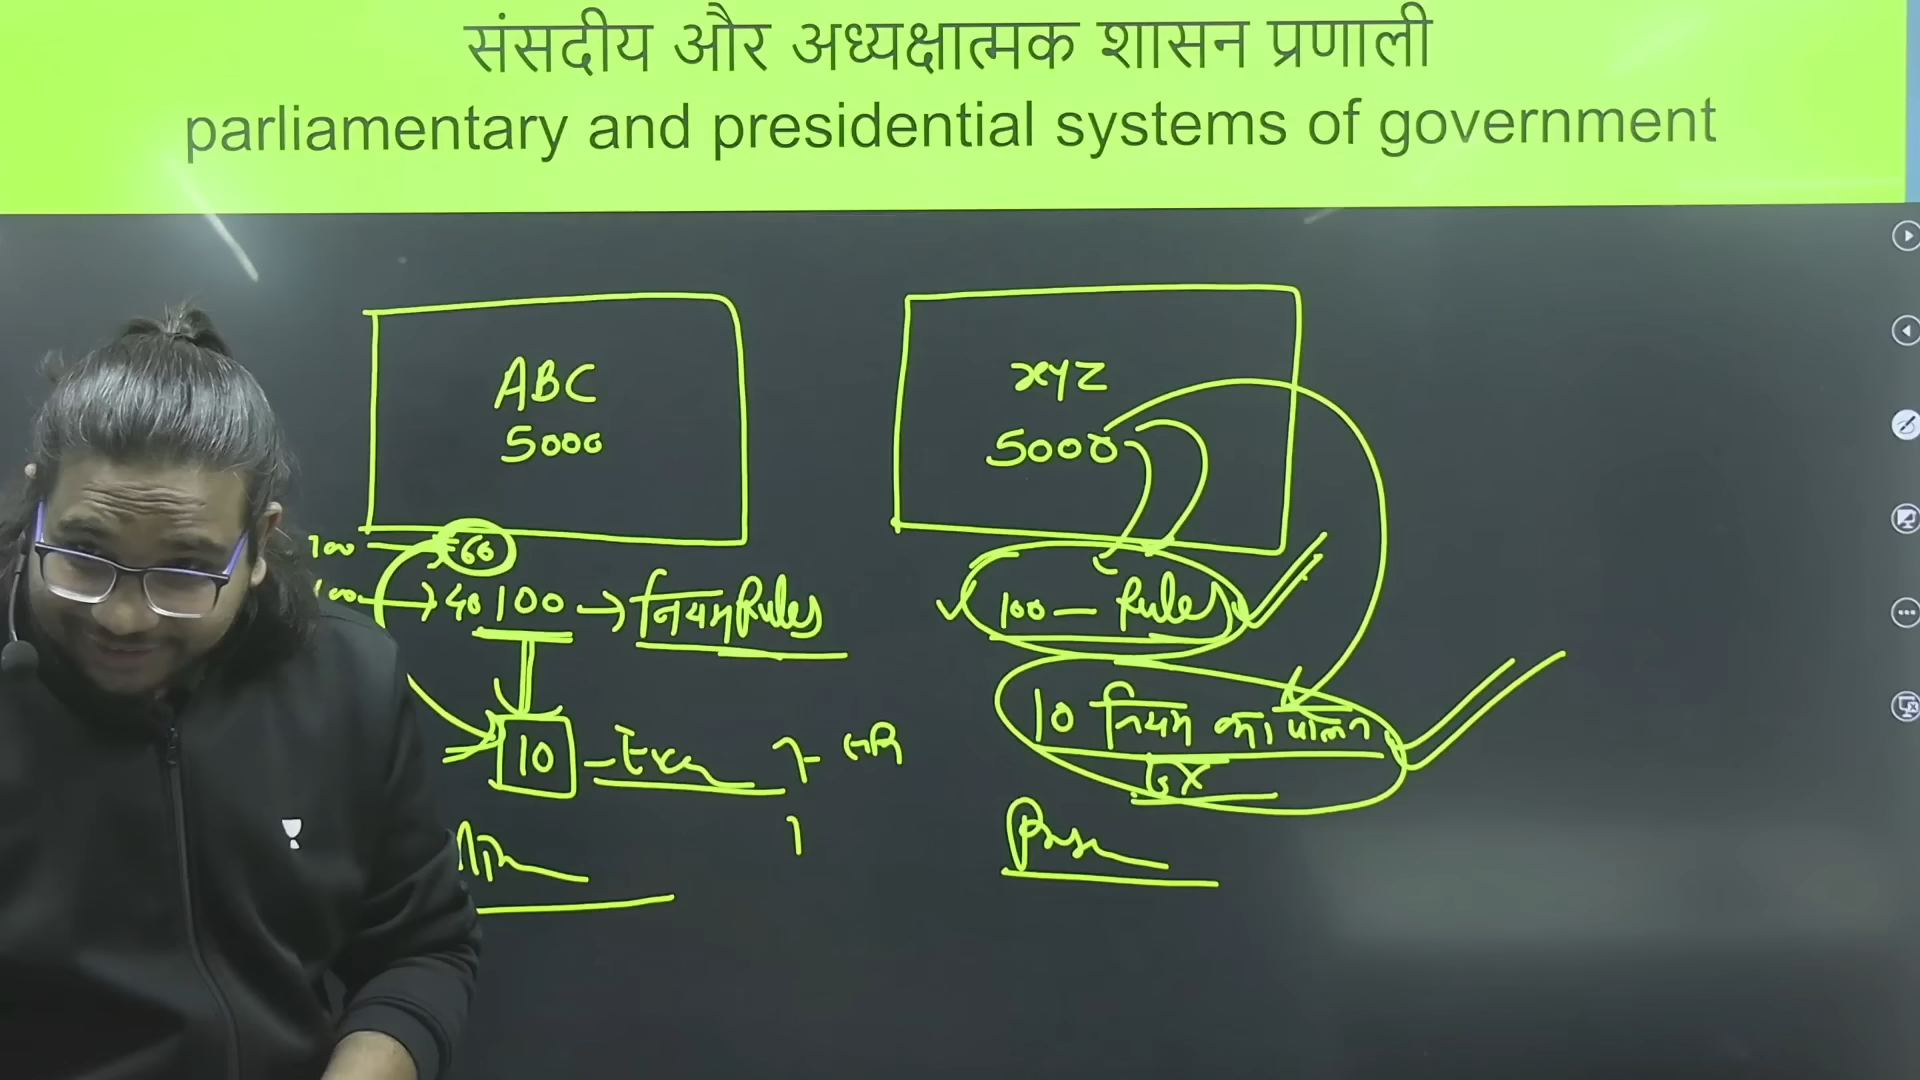 संसदीय और अध्यक्षात्मक शासन प्रणाली
parliamentary and presidential systems of government
ABC
5000
xyz
5000
100 60
100 40 100 नियम Rules
100 - Rules
10
10 नियम का पालन
Ex